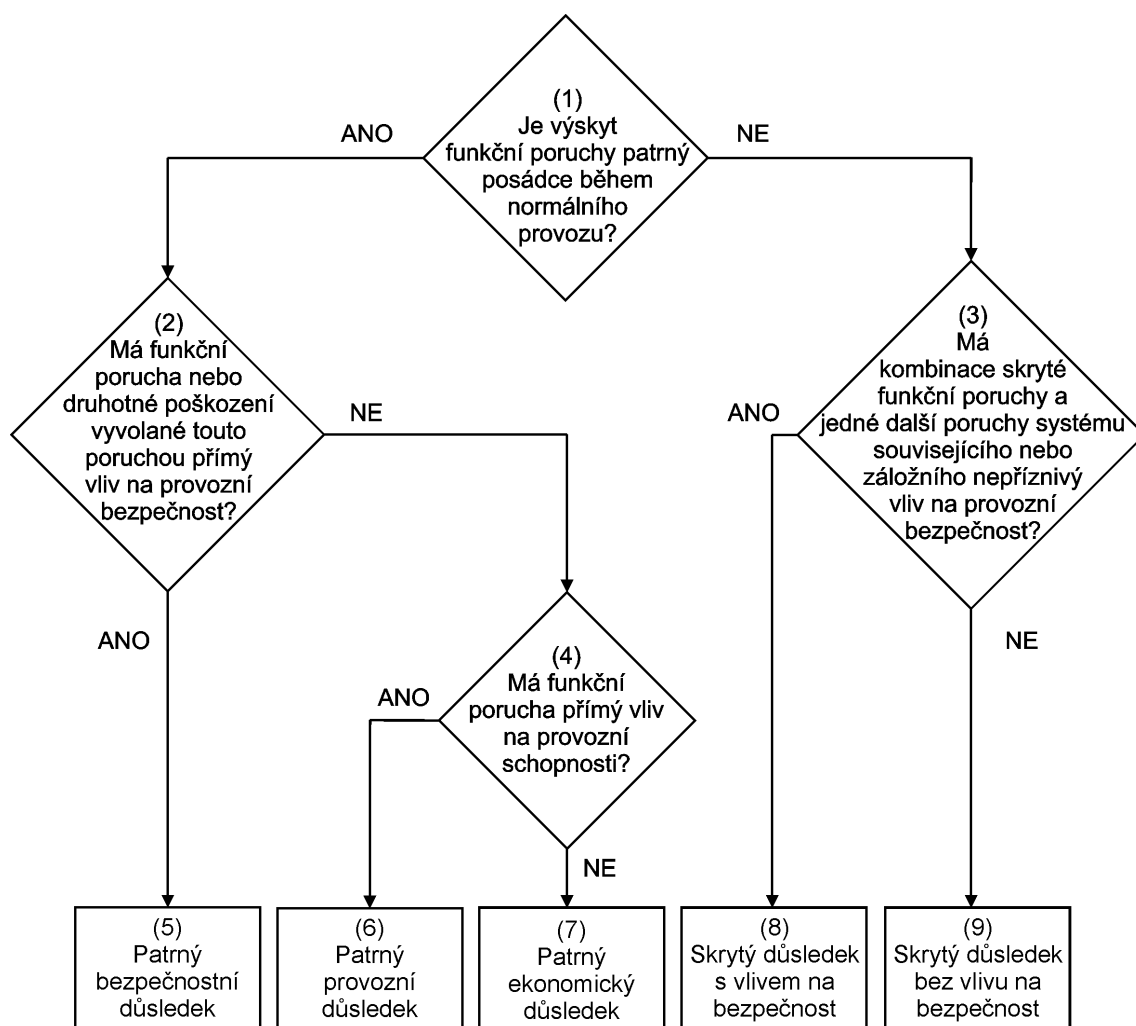 (1)
Je výskyt
funkční poruchy patrný
posádce během
normálního
provozu?
ANO
NE
(2)
Má funkční
porucha nebo
druhotné poškození
vyvolané touto
poruchou přímý
vliv na provozní
bezpečnost?
NE
ANO
(3)
Má
kombinace skryté
funkční poruchy a
jedné další poruchy systému
souvisejícího nebo
záložního nepříznivý
vliv na provozní
bezpečnost?
ANO
NE
(4)
Má funkční
porucha přímý vliv
na provozní
schopnosti?
ANO
NE
(5)
Patrný
bezpečnostní
důsledek
(6)
Patrný
provozní
důsledek
(7)
Patrný
ekonomický
důsledek
(8)
Skrytý důsledek
s vlivem na
bezpečnost
(9)
Skrytý důsledek
bez vlivu na
bezpečnost